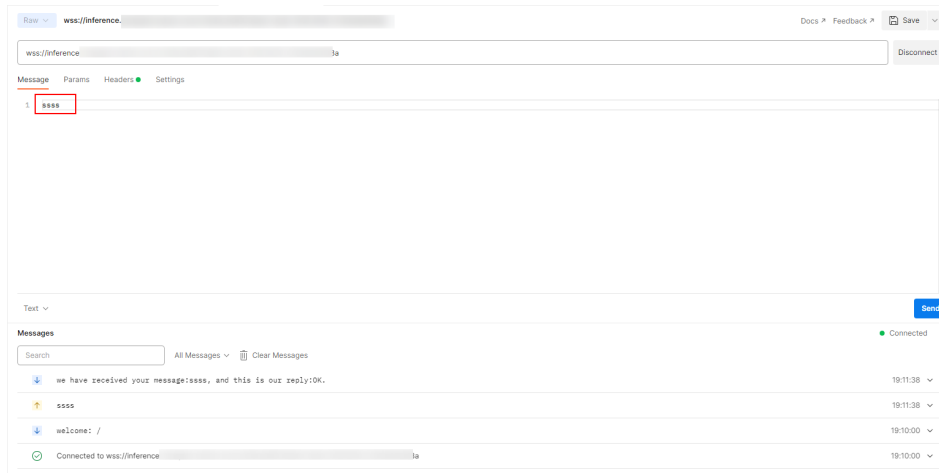 Raw wss://inference. Docs Feedback Save
wss://inference Disconnect
Message Params Headers Settings
1 ssss
Text Send
Messages Connected
Search All Messages Clear Messages
we have received your message:ssss, and this is our reply:OK. 19:11:38
ssss 19:11:38
welcome: / 19:10:00
Connected to wss://inference 19:10:00